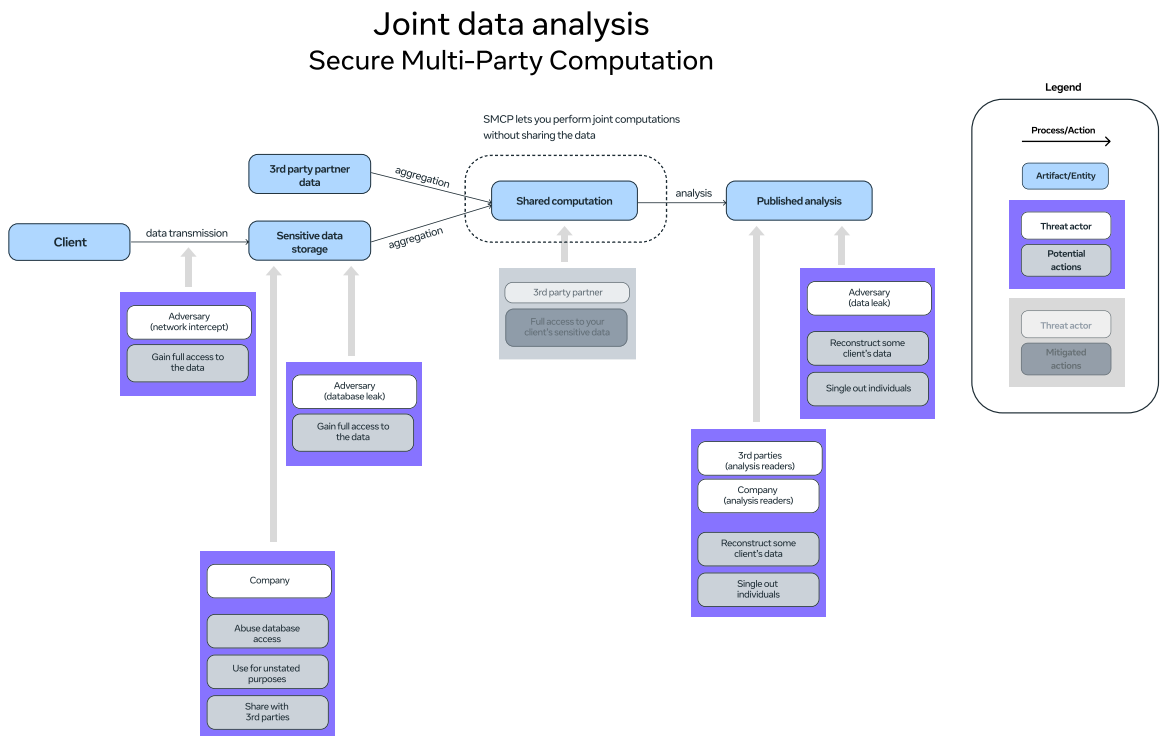 Joint data analysis
Secure Multi-Party Computation
Legend
Process/Action
Artifact/Entity
Threat actor
Potential
actions
Threat actor
Mitigated
actions
SMCP lets you perform joint computations
without sharing the data
3rd party partner
data
aggregation
Shared computation
analysis
Published analysis
Client
data transmission
Sensitive data
storage
aggregation
Adversary
(network intercept)
Gain full access to
the data
Adversary
(database leak)
Gain full access to
the data
3rd party partner
Full access to your
client's sensitive data
Adversary
(data leak)
Reconstruct some
client's data
Single out individuals
3rd parties
(analysis readers)
Company
(analysis readers)
Reconstruct some
client's data
Single out
individuals
Company
Abuse database
access
Use for unstated
purposes
Share with
3rd parties